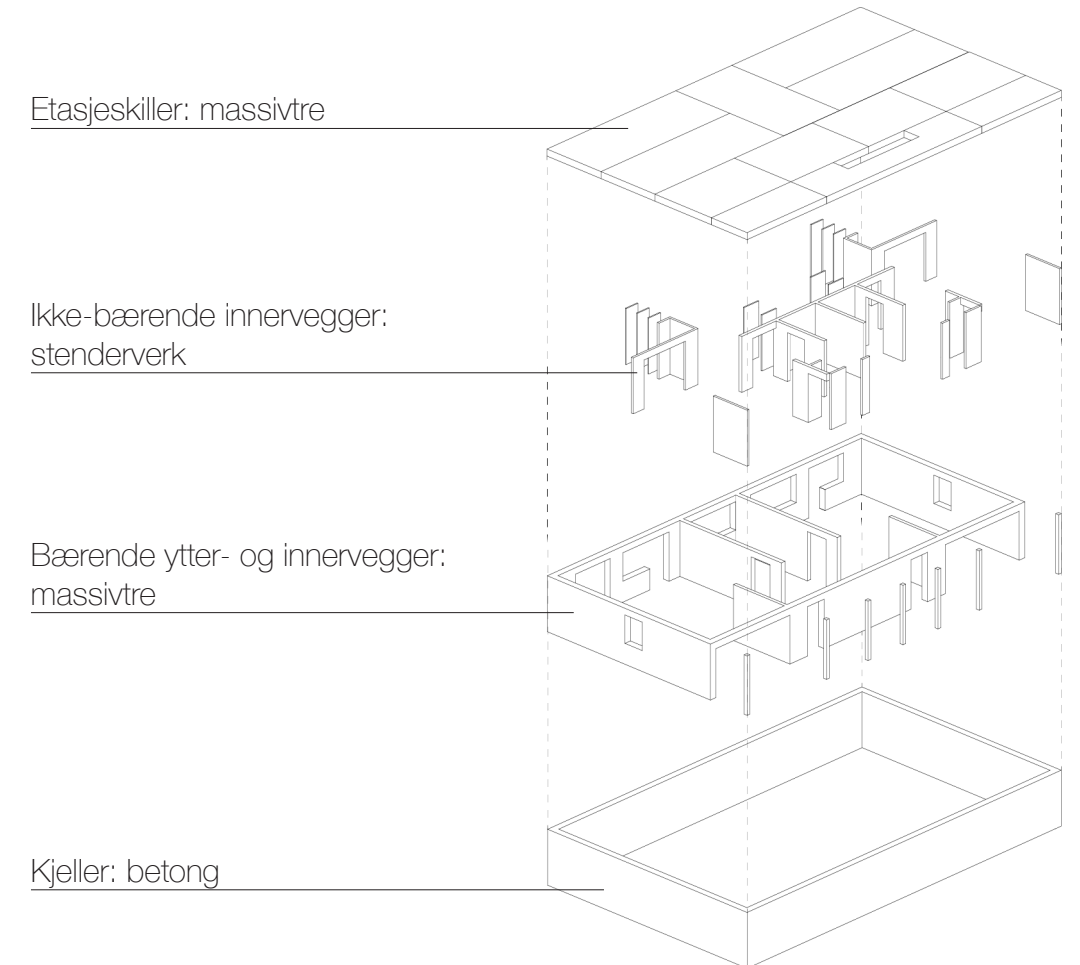 Etasjeskiller: massivtre
Ikke-bærende innervegger:
stenderverk
Bærende ytter- og innervegger:
massivtre
Kjeller: betong